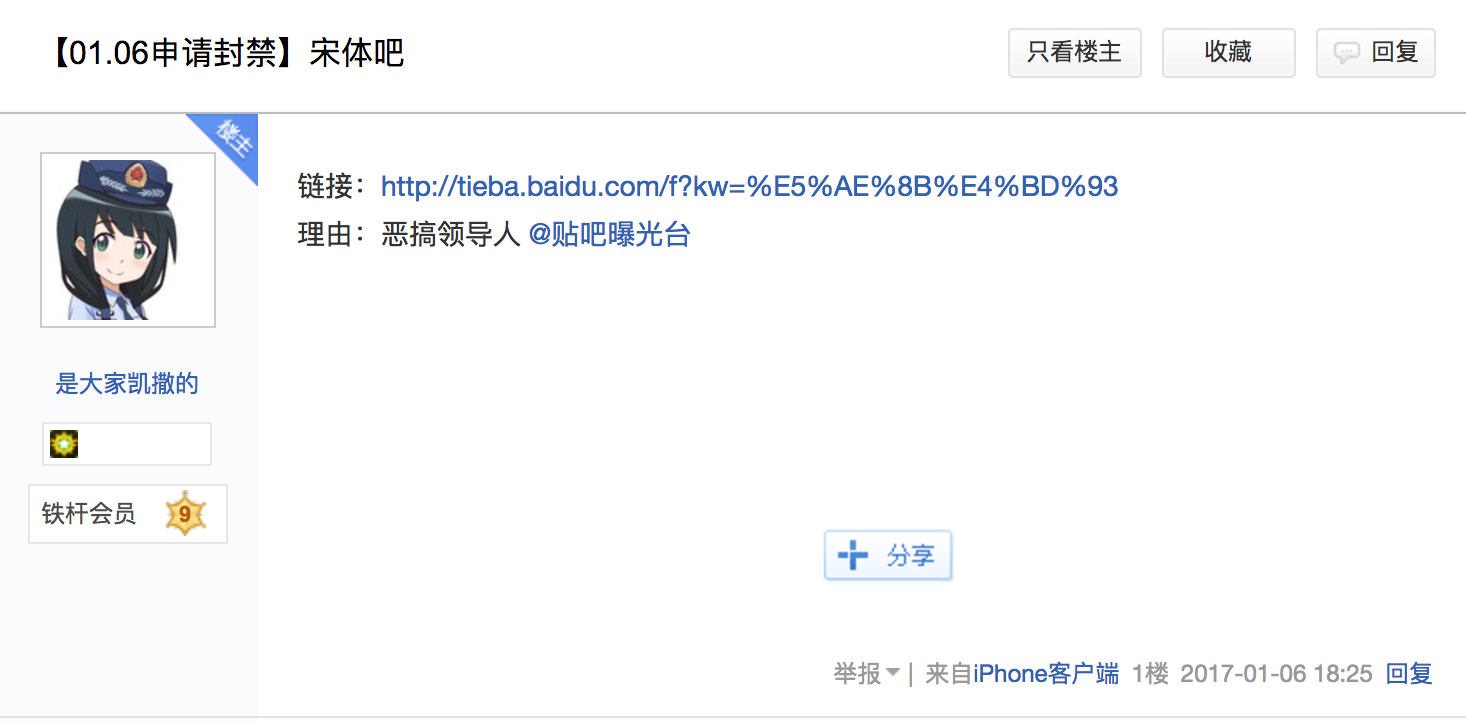 【01.06申请封禁】宋体吧
只看楼主
收藏
回复
楼主
链接：http://tieba.baidu.com/f?kw=%E5%AE%8B%E4%BD%93
理由：恶搞领导人 @贴吧曝光台
是大家凯撒的
铁杆会员 9
分享
举报 | 来自iPhone客户端 1楼 2017-01-06 18:25 回复